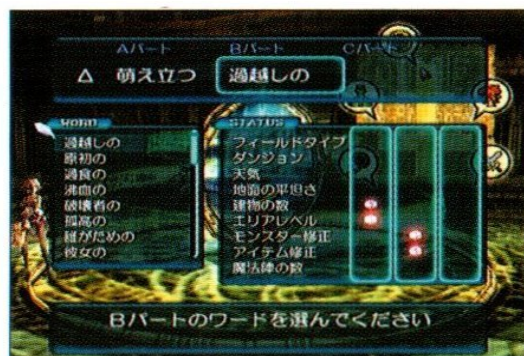 Aパート Bパート Cパート
△ 萌え立つ 過越しの
WORD
過越しの
原初の
過食の
沸血の
破壊者の
孤高の
彼女の
STATUS
フィールドタイプ
ダンジョン
天気
地面の平坦さ
建物の数
エリアレベル
モンスター修正
アイテム修正
魔法陣の数
Bパートのワードを選んでください